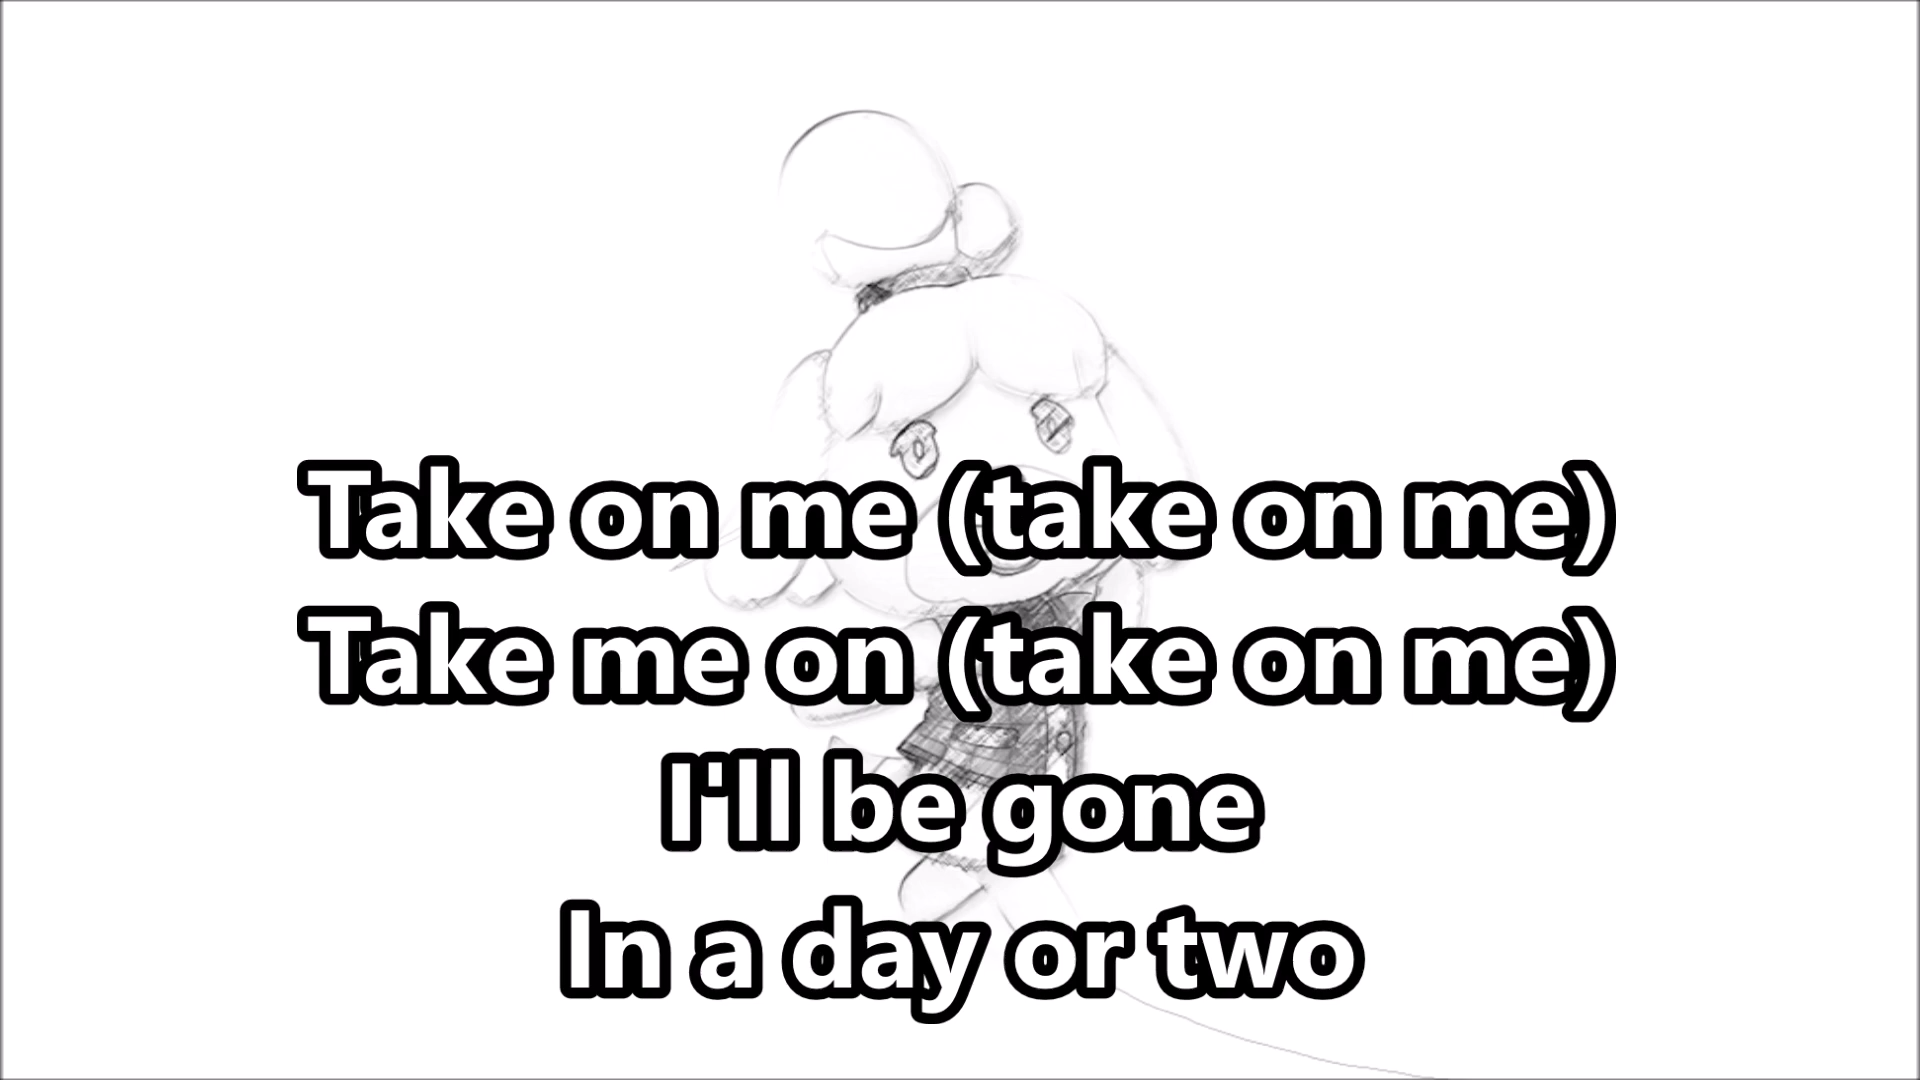 Take on me (take on me)
Take me on (take on me)
I'll be gone
In a day or two